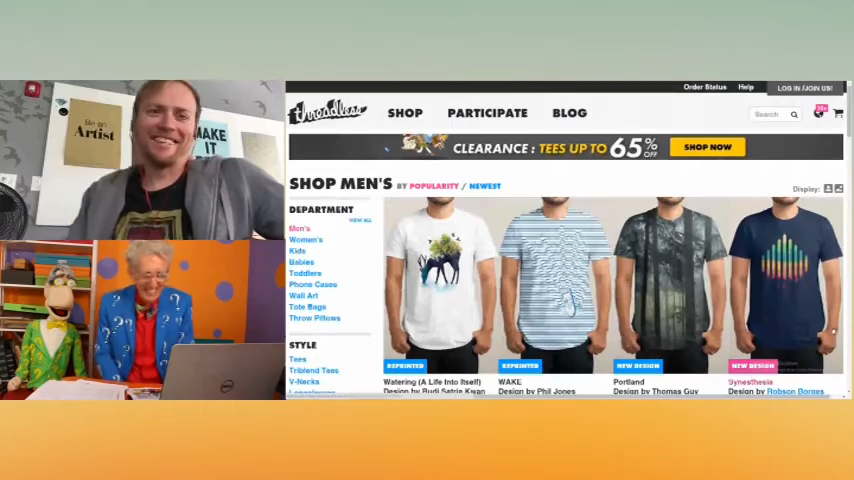 Be an
Artist
MAKE
IT
Order Status Help LOG IN /JOIN US!
threadless
SHOP PARTICIPATE BLOG
Search
CLEARANCE : TEES UP TO 65% OFF SHOP NOW
SHOP MEN'S BY POPULARITY / NEWEST
Display:
DEPARTMENT
VIEW ALL
Men's
Women's
Kids
Babies
Toddlers
Phone Cases
Wall Art
Tote Bags
Throw Pillows
STYLE
Tees
Triblend Tees
V-Necks
REPRINTED
Watering (A Life Into Itself)
Design by Budi Satria Kwan
REPRINTED
WAKE
Design by Phil Jones
NEW DESIGN
Portland
Design by Thomas Guy
NEW DESIGN
Synesthesia
Design by Robson Borges
DELL